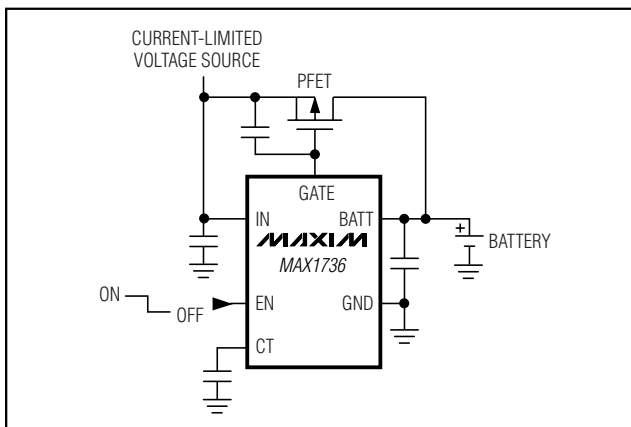 CURRENT-LIMITED
VOLTAGE SOURCE
PFET
GATE
IN
BATT
MAXIM
MAX1736
+
BATTERY
ON
OFF
EN
GND
CT